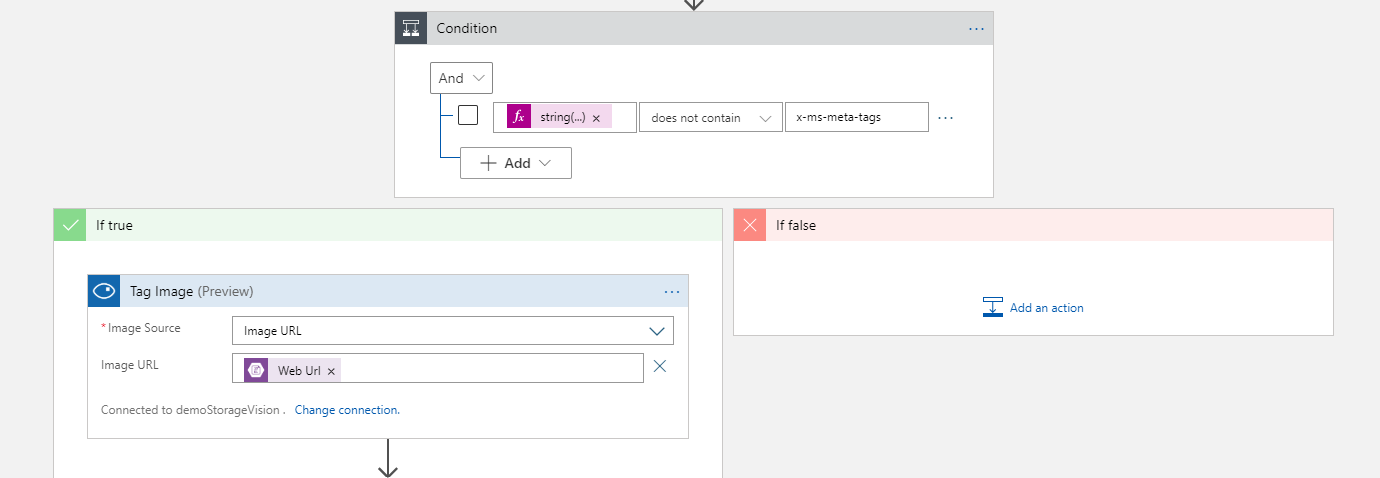 Condition
And
fx string(...) × does not contain x-ms-meta-tags
Add
If true
If false
Tag Image (Preview)
Add an action
*Image Source Image URL
Image URL Web Url ×
Connected to demoStorageVision . Change connection.